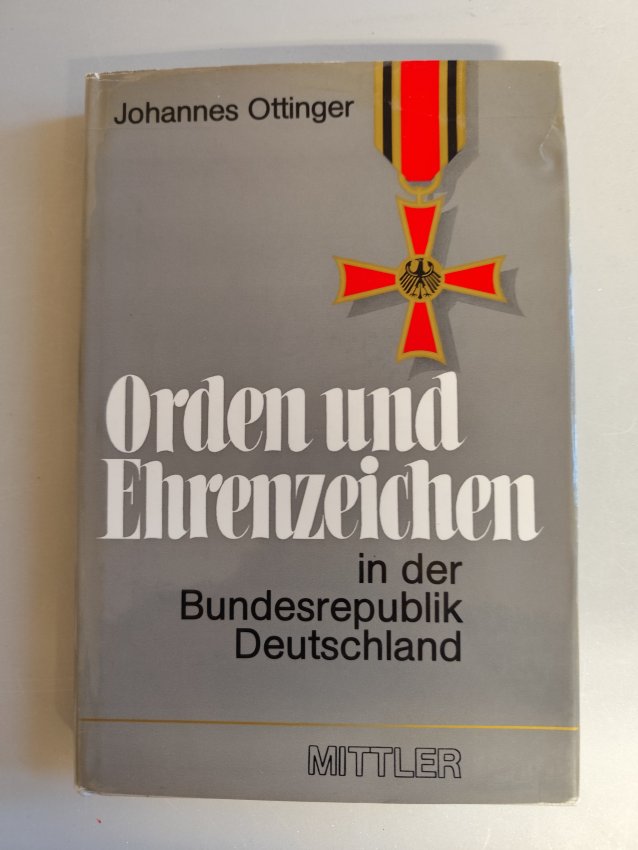 Johannes Ottinger
Orden und
Ehrenzeichen
in der
Bundesrepublik
Deutschland
MITTLER